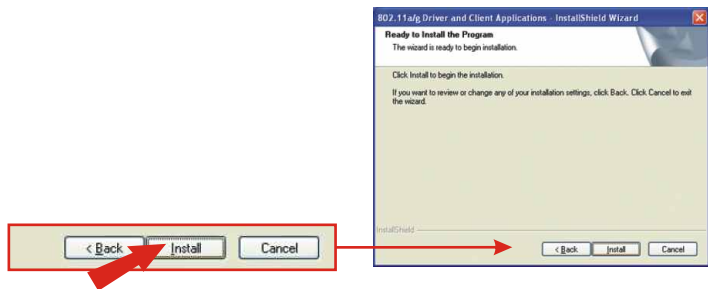 802.11a/g Driver and Client Applications - InstallShield Wizard
Ready to Install the Program
The wizard is ready to begin installation.
Click Install to begin the installation.
If you want to review or change any of your installation settings, click Back. Click Cancel to exit
the wizard.
InstallShield
< Back Install Cancel
< Back Install Cancel